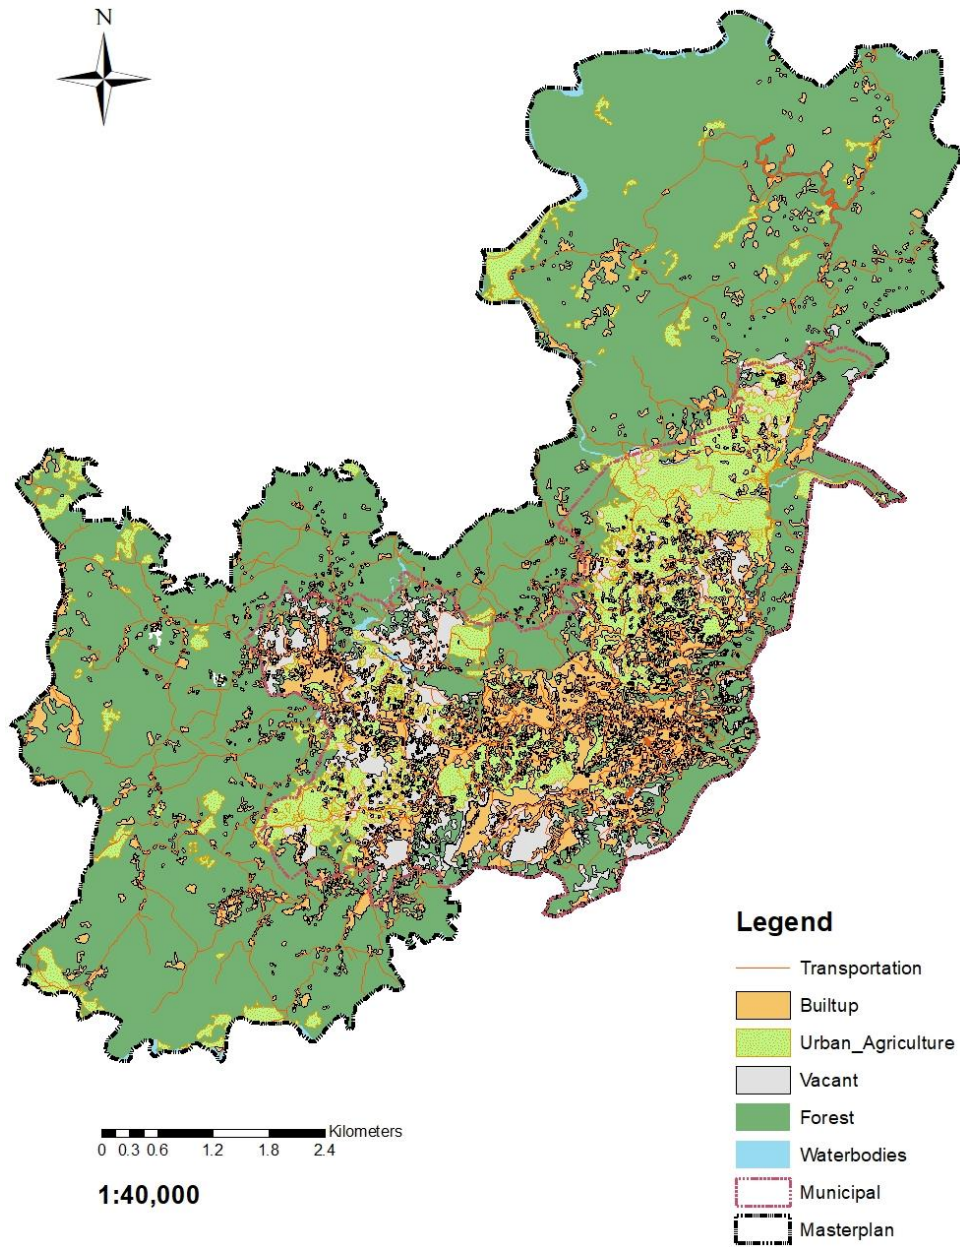 N
Legend
Transportation
Builtup
Urban_Agriculture
Vacant
Forest
Waterbodies
Municipal
Masterplan
Kilometers
0 0.3 0.6 1.2 1.8 2.4
1:40,000